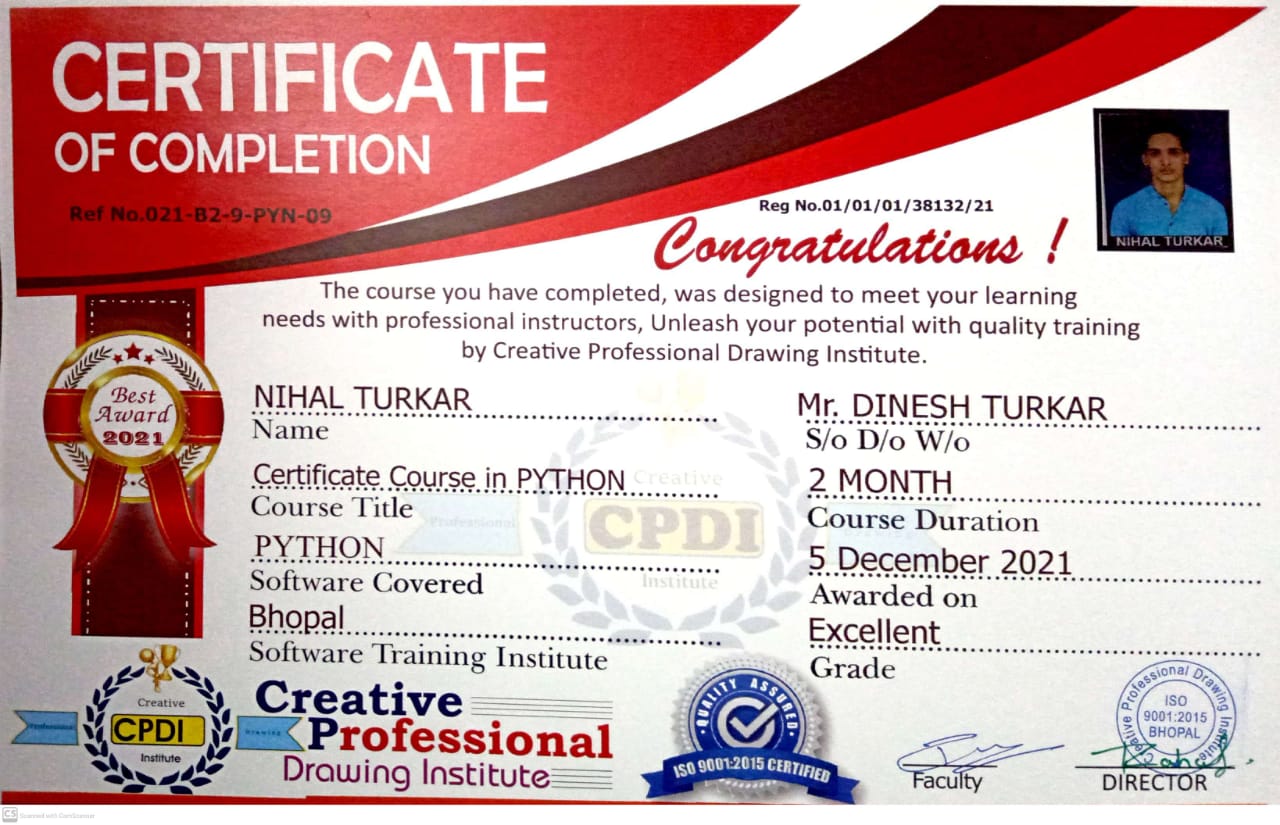 CERTIFICATE
OF COMPLETION
Ref No.021-B2-9-PYN-09
Reg No.01/01/01/38132/21
NIHAL TURKAR
Congratulations !
The course you have completed, was designed to meet your learning
needs with professional instructors, Unleash your potential with quality training
by Creative Professional Drawing Institute.
Best
Award
2021
NIHAL TURKAR
Name
Mr. DINESH TURKAR
S/o D/o W/o
Certificate Course in PYTHON
Course Title
2 MONTH
Course Duration
PYTHON
Software Covered
5 December 2021
Awarded on
Bhopal
Software Training Institute
Excellent
Grade
Creative
Professional
CPDI
Institute
Creative
Professional
CPDI
DRAWING
Institute
Creative
Professional
Drawing Institute
QUALITY ASSURED
ISO 9001:2015 CERTIFIED
Faculty
Creative Professional Drawing Institute
ISO
9001:2015
BHOPAL
DIRECTOR
CS Scanned with CamScanner